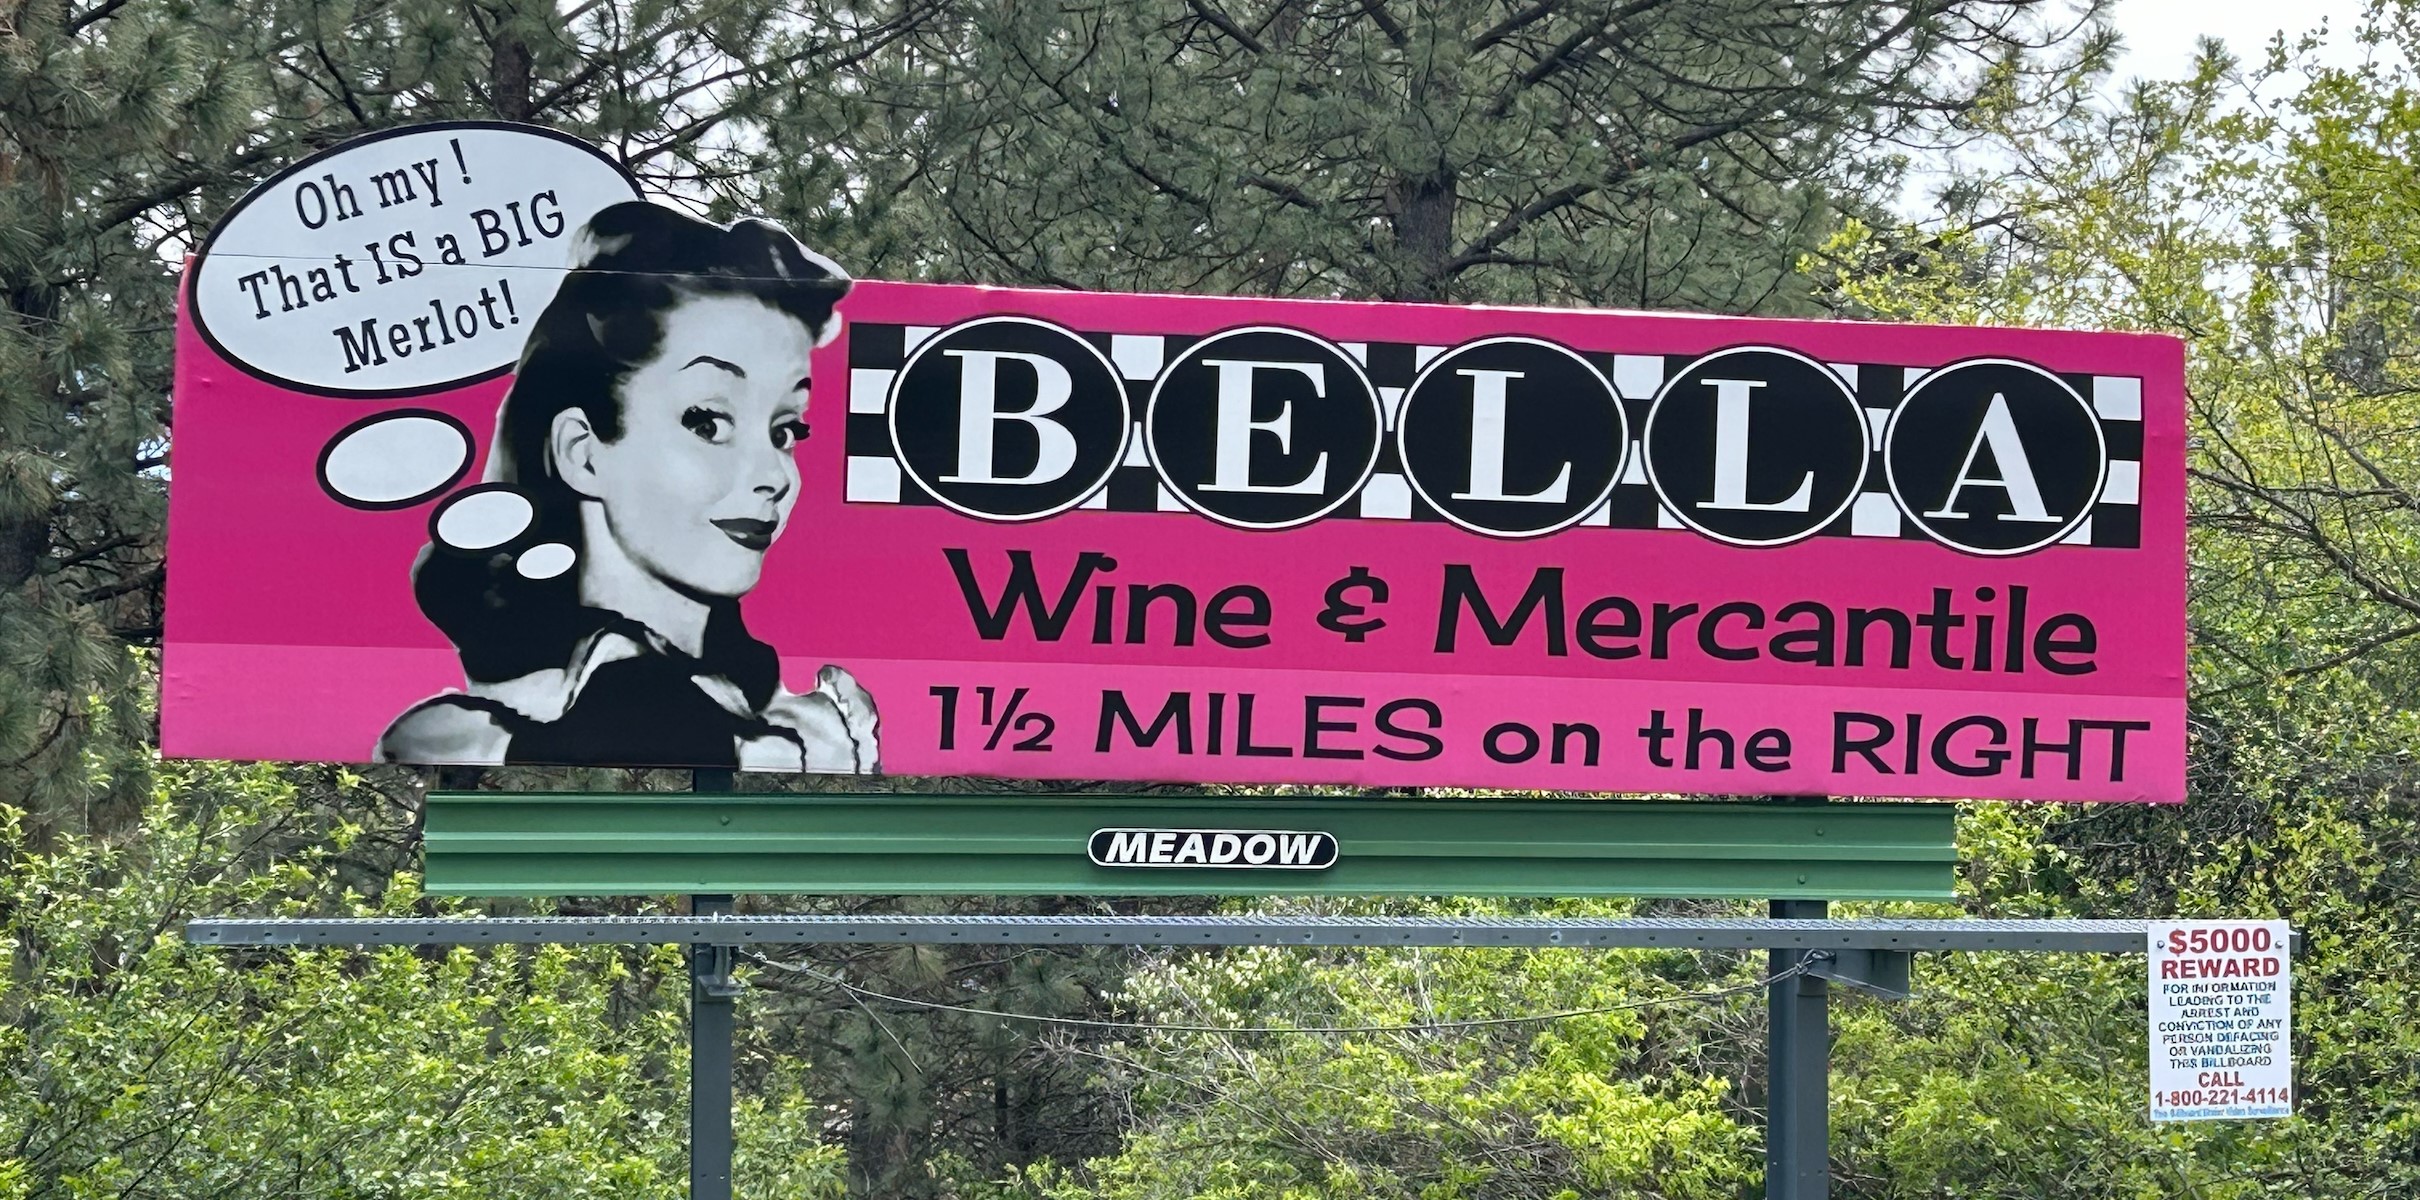 Oh my!
That IS a BIG
Merlot!
BELLA
Wine & Mercantile
1½ MILES on the RIGHT
MEADOW
$5000
REWARD
FOR INFORMATION
LEADING TO THE
ARREST AND
CONVICTION OF ANY
PERSON DEFACING
OR VANDALIZING
THIS BILLBOARD
CALL
1-800-221-4114